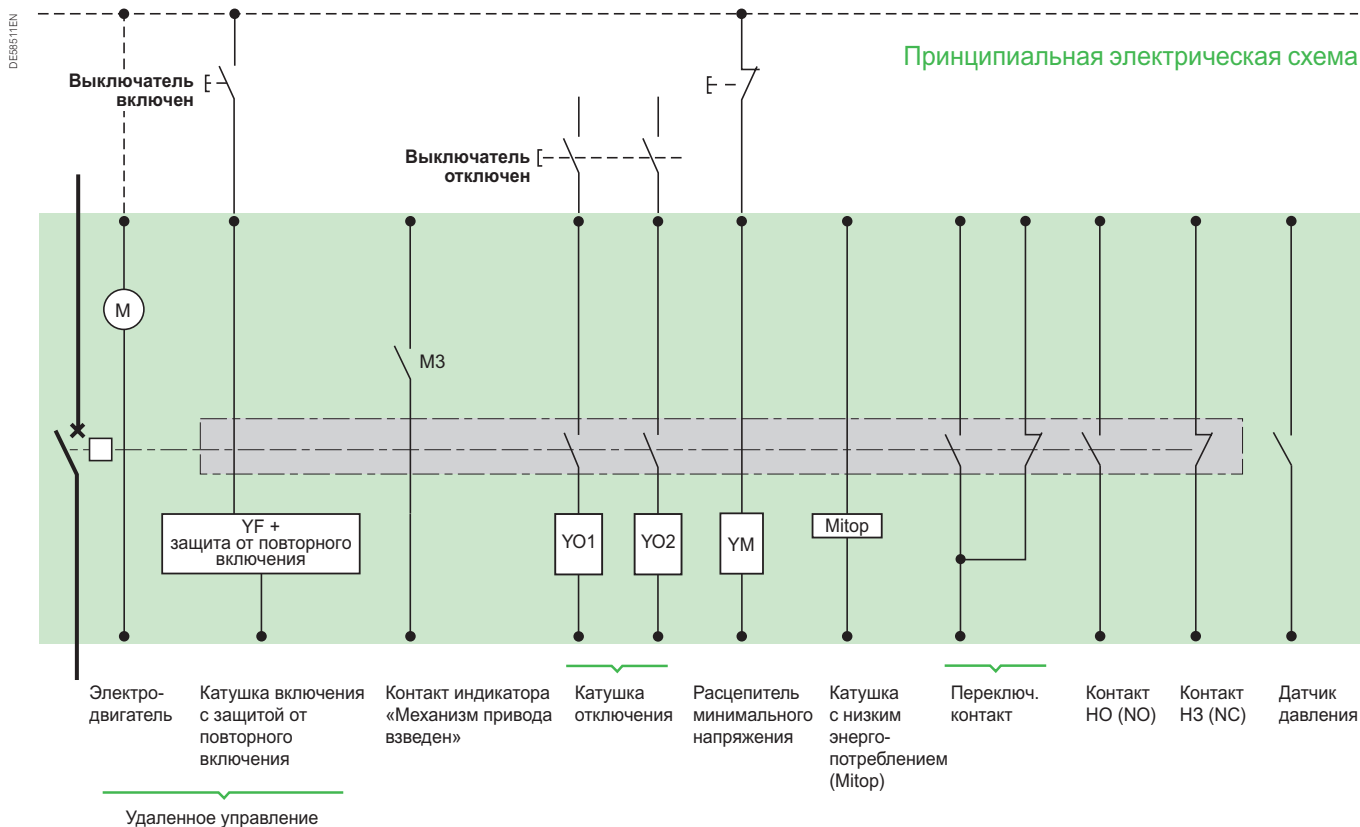 DE58511EN
Принципиальная электрическая схема
Выключатель
включен
Выключатель
отключен
M
M3
YF +
защита от повторного
включения
YO1
YO2
YM
Mitop
Электро-
двигатель
Катушка включения
с защитой от
повторного
включения
Контакт индикатора
«Механизм привода
взведен»
Катушка
отключения
Расцепитель
минимального
напряжения
Катушка
с низким
энерго-
потреблением
(Mitop)
Переключ.
контакт
Контакт
НО (NO)
Контакт
НЗ (NC)
Датчик
давления
Удаленное управление